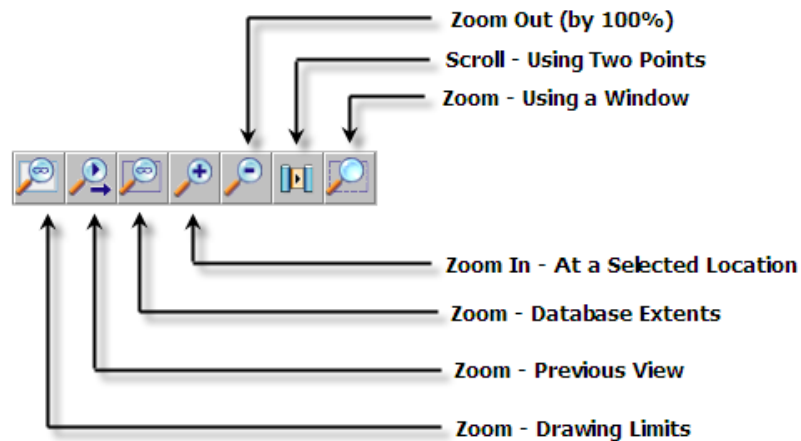 Zoom Out (by 100%)
Scroll - Using Two Points
Zoom - Using a Window
Zoom In - At a Selected Location
Zoom - Database Extents
Zoom - Previous View
Zoom - Drawing Limits